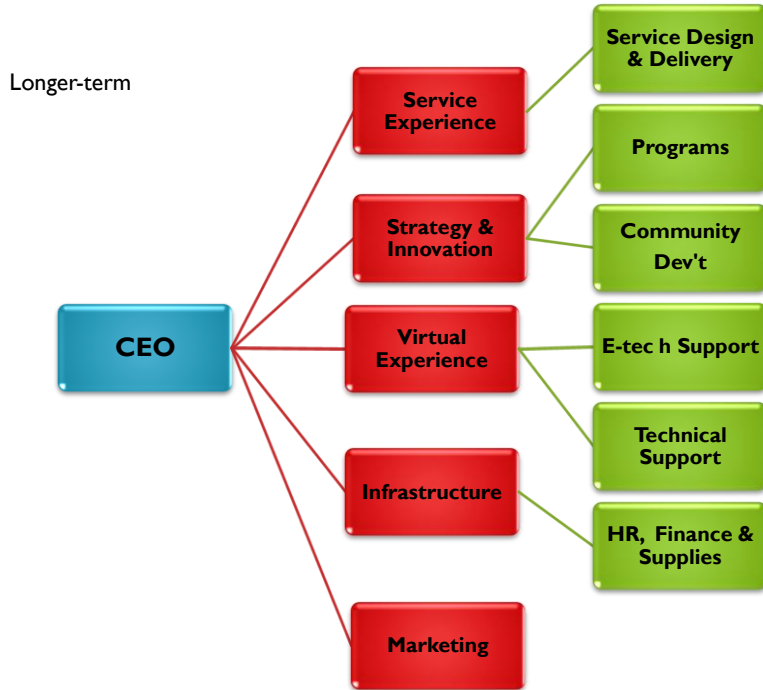 Longer-term
Service Design
& Delivery
Service
Experience
Programs
Strategy &
Innovation
Community
Dev't
CEO
Virtual
Experience
E-tec h Support
Technical
Support
Infrastructure
HR,  Finance &
Supplies
Marketing